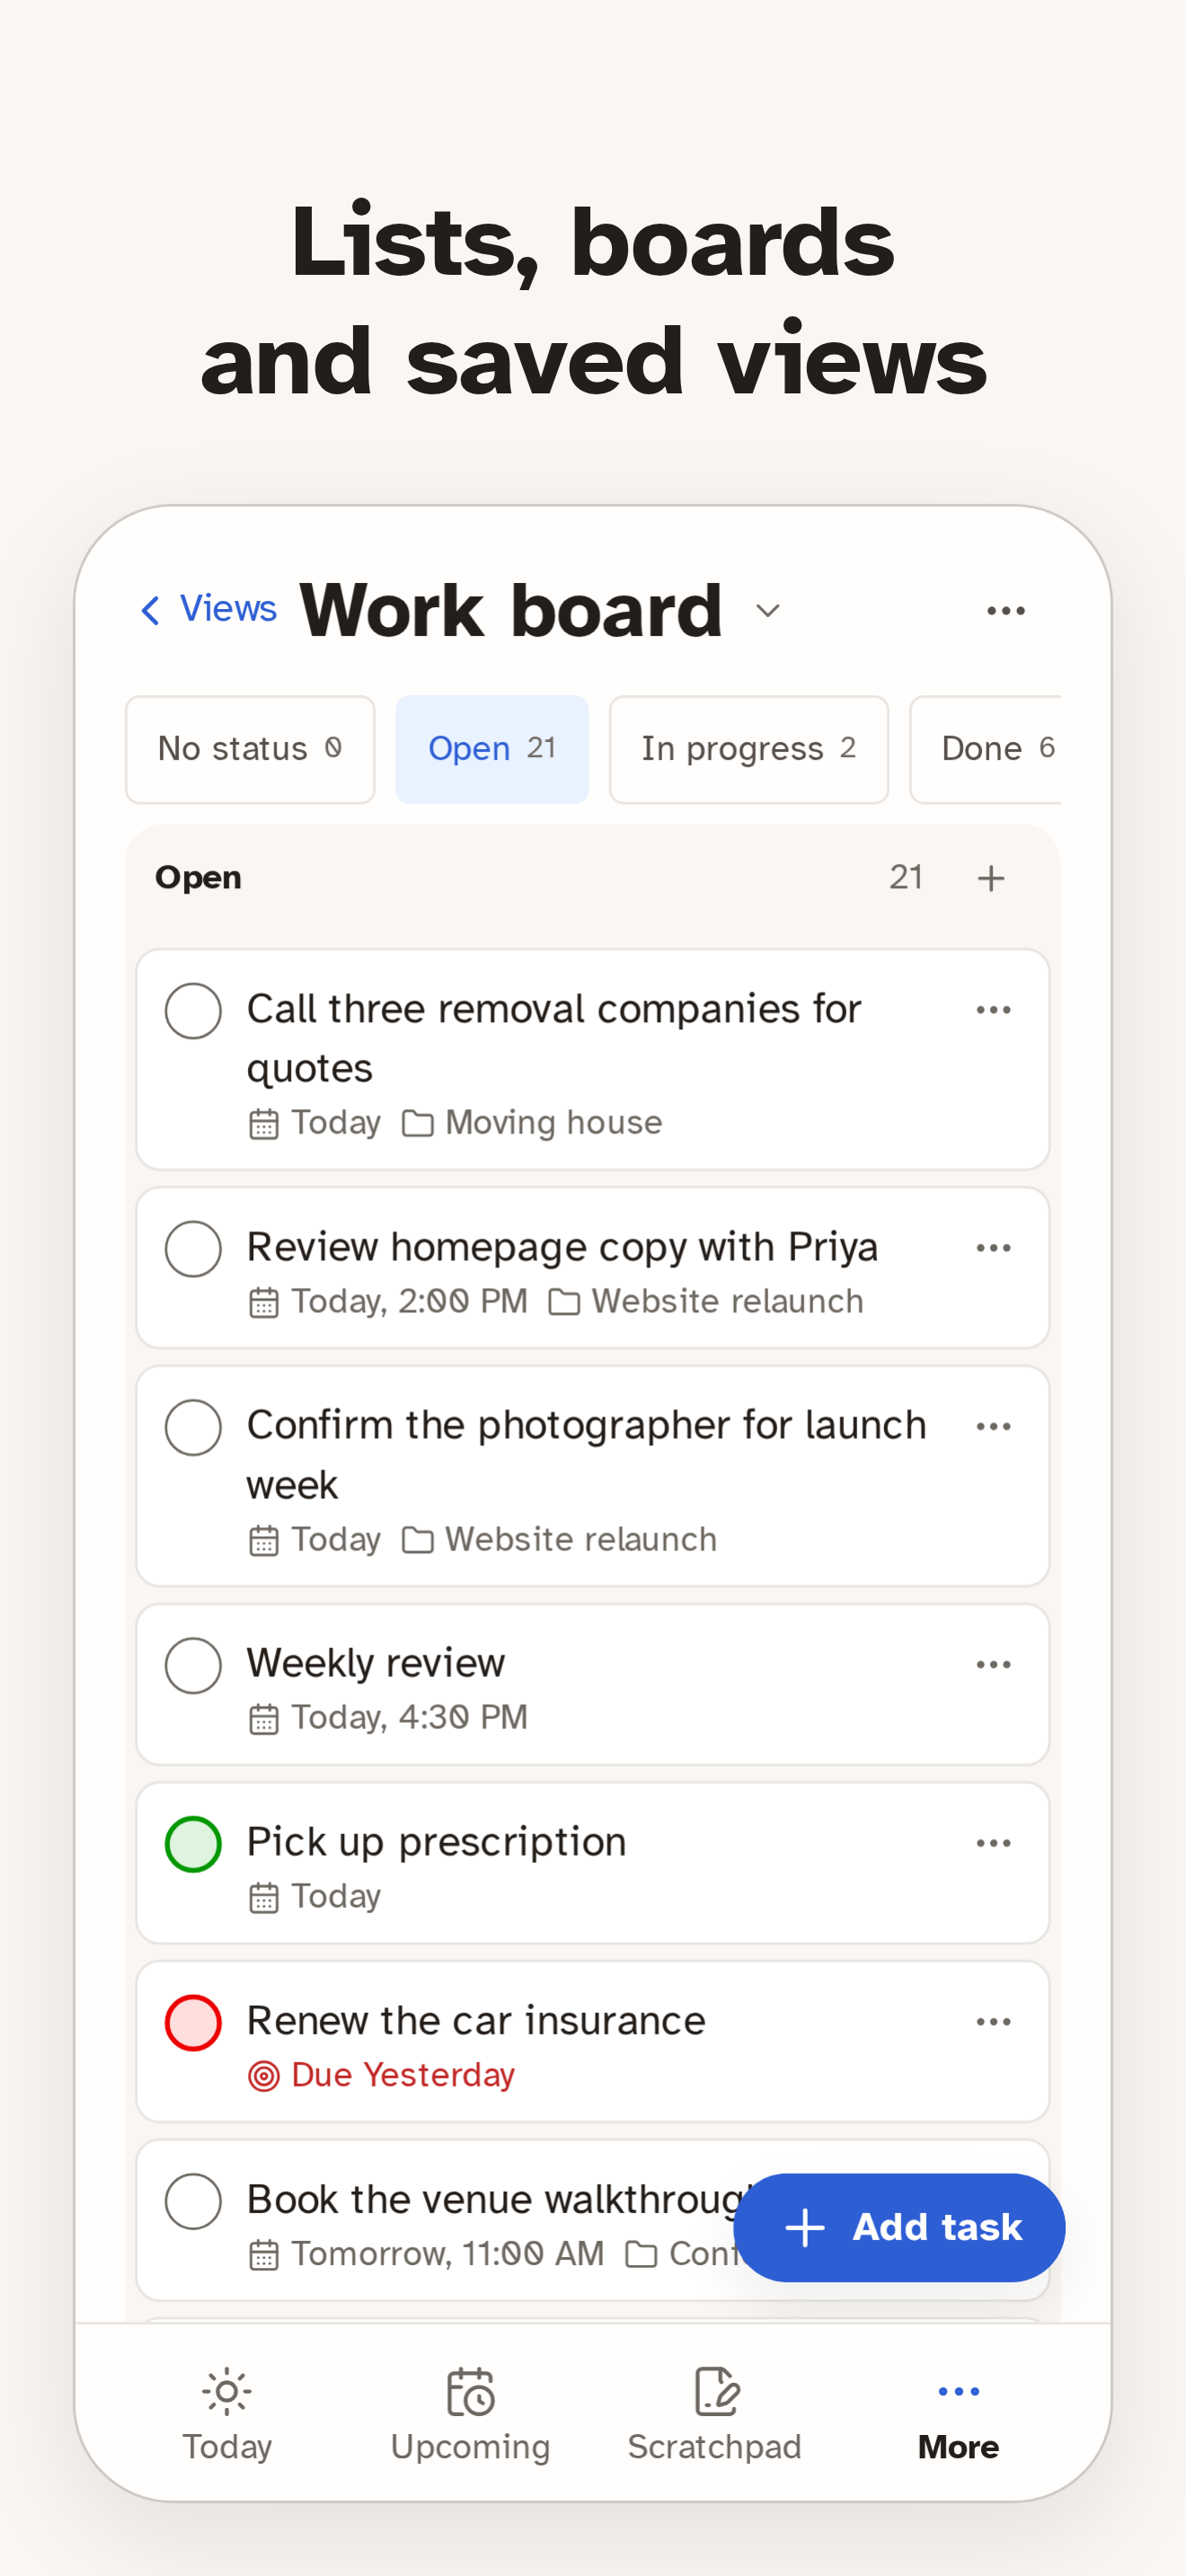 Lists, boards
and saved views
Views Work board
No status 0 Open 21 In progress 2 Done 6
Open 21
Call three removal companies for
quotes
Today Moving house
Review homepage copy with Priya
Today, 2:00 PM Website relaunch
Confirm the photographer for launch
week
Today Website relaunch
Weekly review
Today, 4:30 PM
Pick up prescription
Today
Renew the car insurance
Due Yesterday
Book the venue
Tomorrow, 11:00 AM
Add task
Today Upcoming Scratchpad More